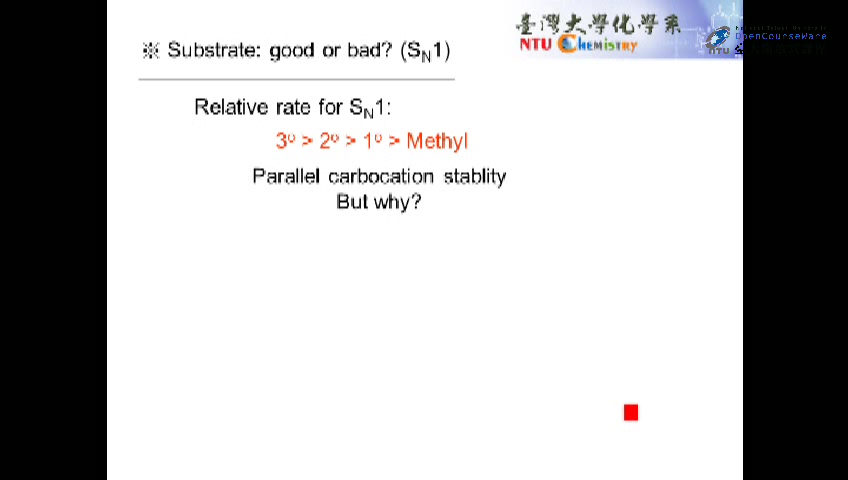 臺灣大學化學系
NTU Chemistry
OpenCourseWare
NTU
※ Substrate: good or bad? (SN1)
Relative rate for SN1:
3o > 2o > 1o > Methyl
Parallel carbocation stablity
But why?